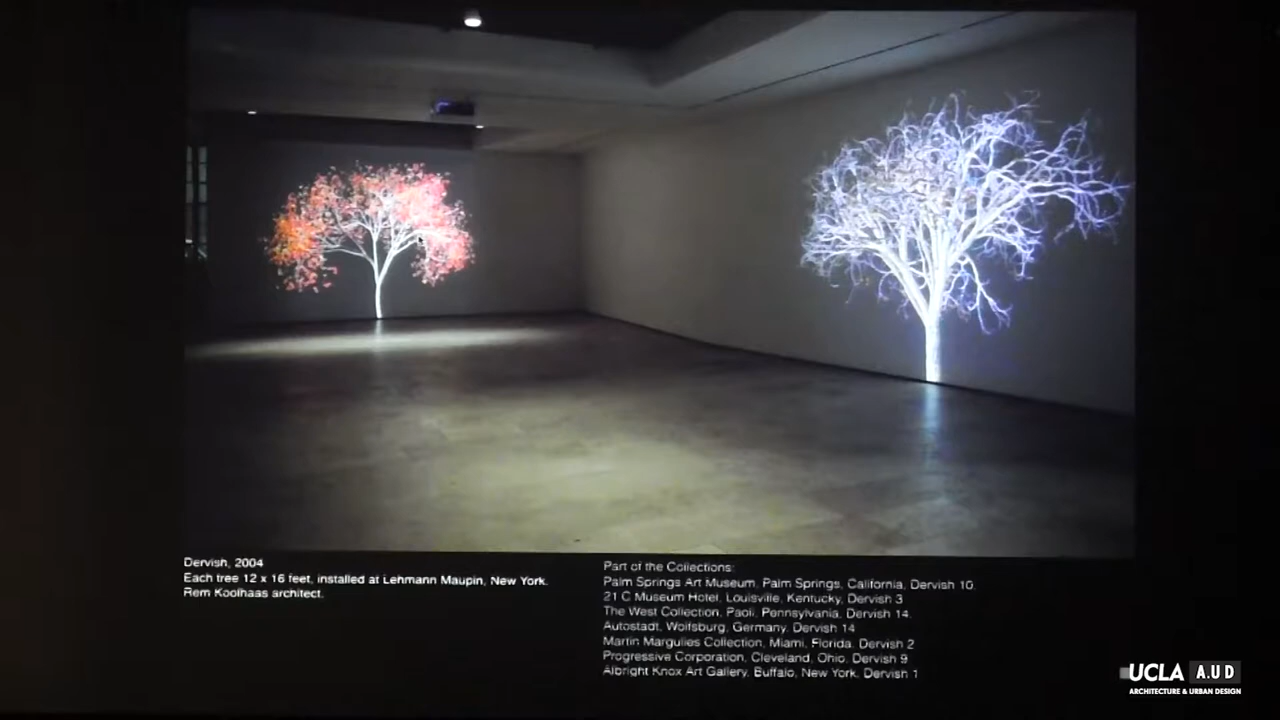 Dervish, 2004
Each tree 12 x 16 feet, installed at Lehmann Maupin, New York.
Rem Koolhaas architect.
Part of the Collections:
Palm Springs Art Museum, Palm Springs, California, Dervish 10,
21 C Museum Hotel, Louisville, Kentucky, Dervish 3
The West Collection, Paoli, Pennsylvania, Dervish 14,
Autostadt, Wolfsburg, Germany, Dervish 14
Martin Margulies Collection, Miami, Florida, Dervish 2
Progressive Corporation, Cleveland, Ohio, Dervish 9
Albright Knox Art Gallery, Buffalo, New York, Dervish 1
UCLA A.UD
ARCHITECTURE & URBAN DESIGN